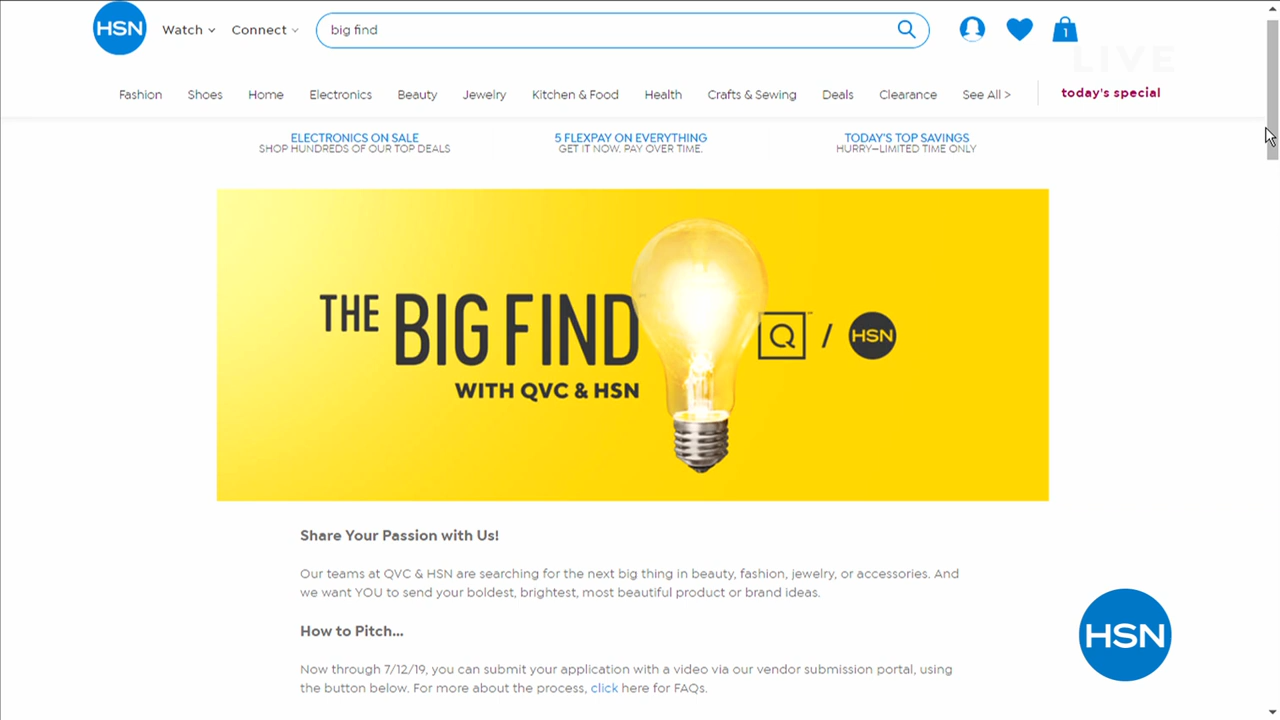 HSN
Watch
Connect
big find
1
LIVE
Fashion
Shoes
Home
Electronics
Beauty
Jewelry
Kitchen & Food
Health
Crafts & Sewing
Deals
Clearance
See All >
today's special
ELECTRONICS ON SALE
SHOP HUNDREDS OF OUR TOP DEALS
5 FLEXPAY ON EVERYTHING
GET IT NOW. PAY OVER TIME.
TODAY'S TOP SAVINGS
HURRY—LIMITED TIME ONLY
THE BIG FIND
WITH QVC & HSN
Q™ / HSN
Share Your Passion with Us!
Our teams at QVC & HSN are searching for the next big thing in beauty, fashion, jewelry, or accessories. And
we want YOU to send your boldest, brightest, most beautiful product or brand ideas.
How to Pitch...
Now through 7/12/19, you can submit your application with a video via our vendor submission portal, using
the button below. For more about the process, click here for FAQs.
HSN